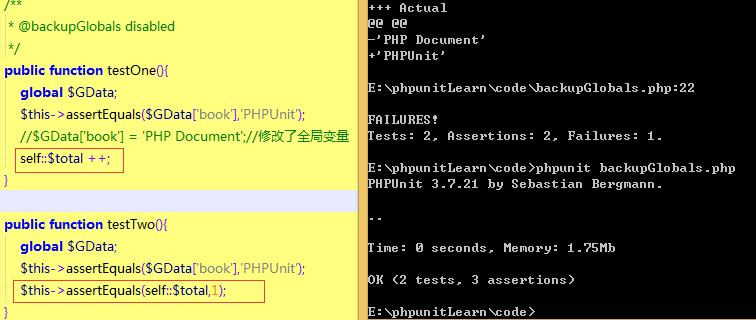 /**
* @backupGlobals disabled
*/
public function testOne(){
global $GData;
$this->assertEquals($GData['book'],'PHPUnit');
//$GData['book'] = 'PHP Document';//修改了全局变量
self::$total ++;
}
public function testTwo(){
global $GData;
$this->assertEquals($GData['book'],'PHPUnit');
$this->assertEquals(self::$total,1);
}
+++ Actual
@@ @@
-'PHP Document'
+'PHPUnit'
E:\phpunitLearn\code\backupGlobals.php:22
FAILURES!
Tests: 2, Assertions: 2, Failures: 1.
E:\phpunitLearn\code>phpunit backupGlobals.php
PHPUnit 3.7.21 by Sebastian Bergmann.
..
Time: 0 seconds, Memory: 1.75Mb
OK (2 tests, 3 assertions)
E:\phpunitLearn\code>